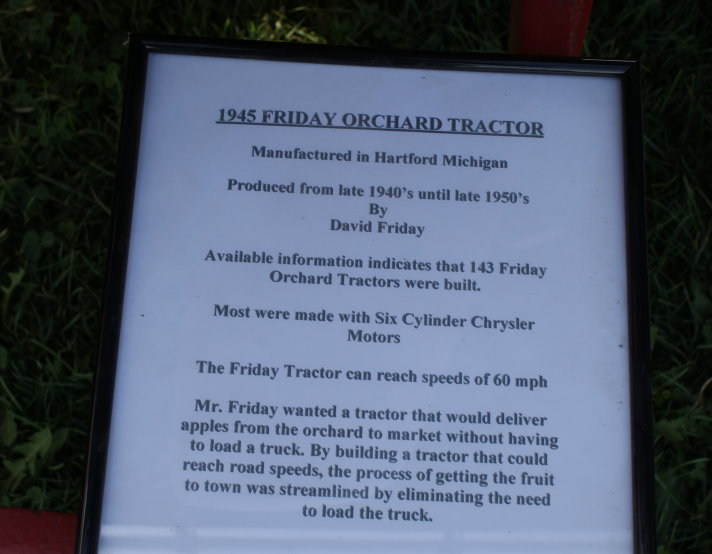 1945 FRIDAY ORCHARD TRACTOR
Manufactured in Hartford Michigan
Produced from late 1940's until late 1950's
By
David Friday
Available information indicates that 143 Friday
Orchard Tractors were built.
Most were made with Six Cylinder Chrysler
Motors
The Friday Tractor can reach speeds of 60 mph
Mr. Friday wanted a tractor that would deliver
apples from the orchard to market without having
to load a truck. By building a tractor that could
reach road speeds, the process of getting the fruit
to town was streamlined by eliminating the need
to load the truck.